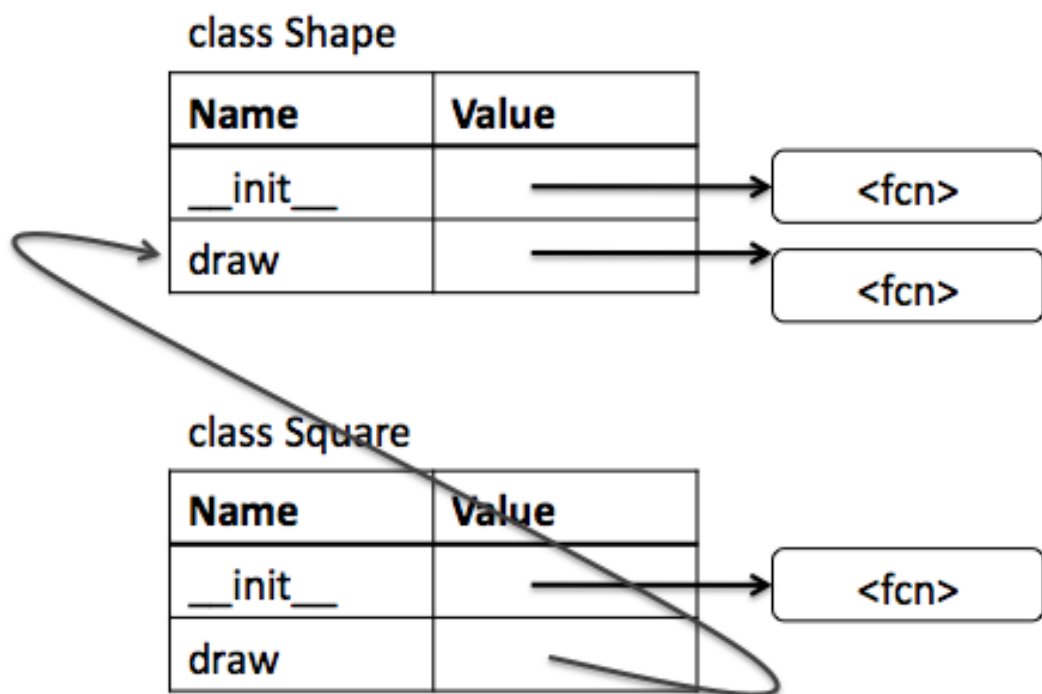 class Shape
Name Value
__init__ <fcn>
draw <fcn>
class Square
Name Value
__init__ <fcn>
draw